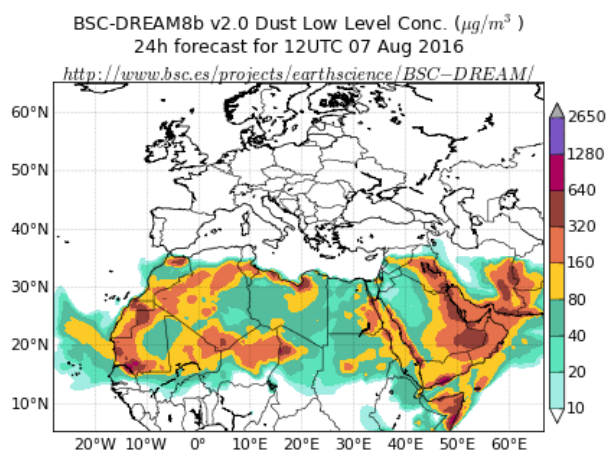 BSC-DREAM8b v2.0 Dust Low Level Conc. (μg/m³ )
24h forecast for 12UTC 07 Aug 2016
http://www.bsc.es/projects/earthscience/BSC−DREAM/
60°N
50°N
40°N
30°N
20°N
10°N
20°W 10°W 0° 10°E 20°E 30°E 40°E 50°E 60°E
2650
1280
640
320
160
80
40
20
10